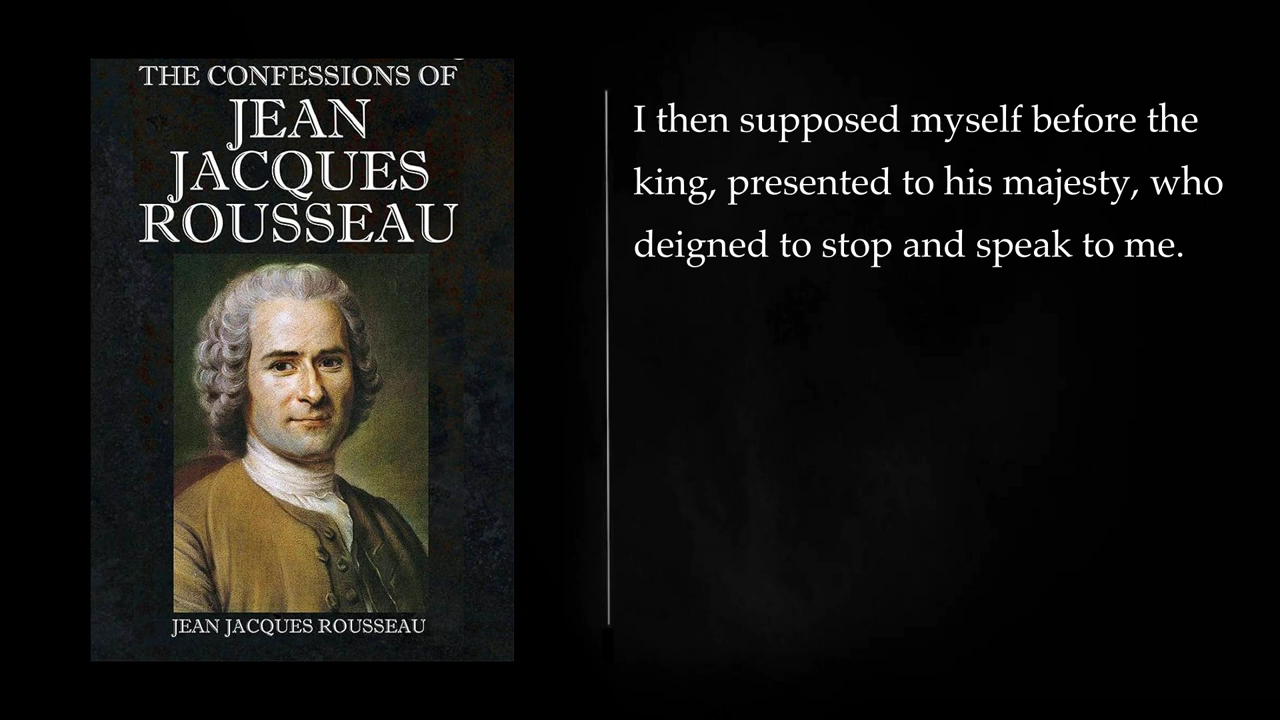 THE CONFESSIONS OF
JEAN
JACQUES
ROUSSEAU
JEAN JACQUES ROUSSEAU
I then supposed myself before the
king, presented to his majesty, who
deigned to stop and speak to me.